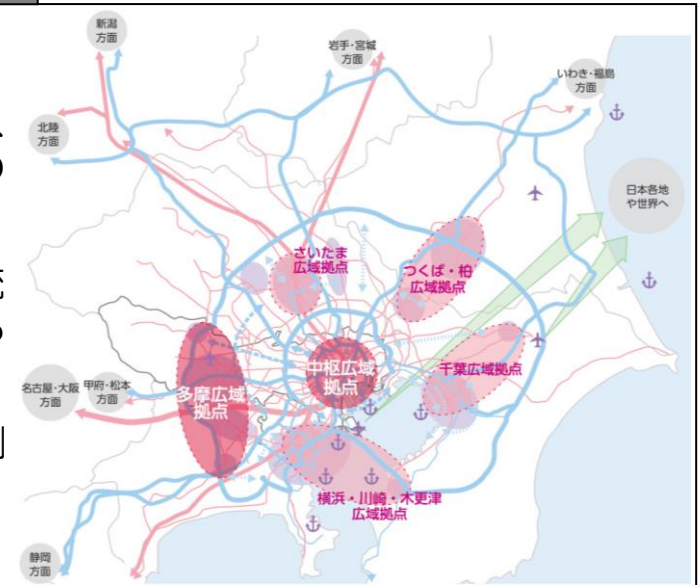 新潟
方面
岩手・宮城
方面
いわき・福島
方面
北陸
方面
日本各地
や世界へ
さいたま
広域拠点
つくば・柏
広域拠点
中枢広域
拠点
千葉広域拠点
名古屋・大阪
方面
甲府・松本
方面
多摩広域
拠点
横浜・川崎・木更津
広域拠点
静岡
方面